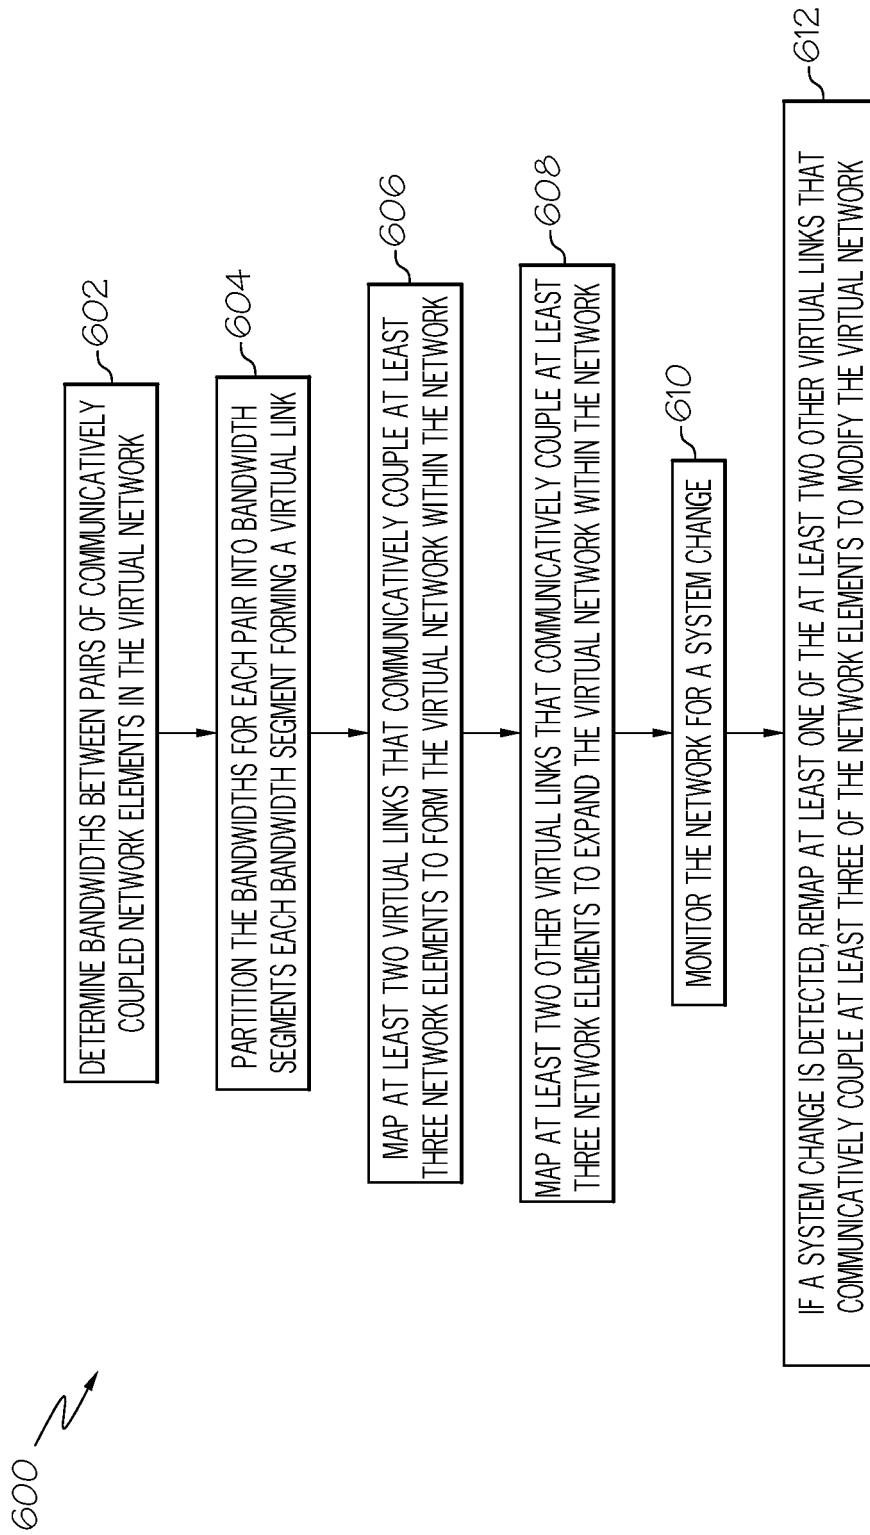 600
DETERMINE BANDWIDTHS BETWEEN PAIRS OF COMMUNICATIVELY
COUPLED NETWORK ELEMENTS IN THE VIRTUAL NETWORK
602
PARTITION THE BANDWIDTHS FOR EACH PAIR INTO BANDWIDTH
SEGMENTS EACH BANDWIDTH SEGMENT FORMING A VIRTUAL LINK
604
MAP AT LEAST TWO VIRTUAL LINKS THAT COMMUNICATIVELY COUPLE AT LEAST
THREE NETWORK ELEMENTS TO FORM THE VIRTUAL NETWORK WITHIN THE NETWORK
606
MAP AT LEAST TWO OTHER VIRTUAL LINKS THAT COMMUNICATIVELY COUPLE AT LEAST
THREE NETWORK ELEMENTS TO EXPAND THE VIRTUAL NETWORK WITHIN THE NETWORK
608
MONITOR THE NETWORK FOR A SYSTEM CHANGE
610
IF A SYSTEM CHANGE IS DETECTED, REMAP AT LEAST ONE OF THE AT LEAST TWO OTHER VIRTUAL LINKS THAT
COMMUNICATIVELY COUPLE AT LEAST THREE OF THE NETWORK ELEMENTS TO MODIFY THE VIRTUAL NETWORK
612